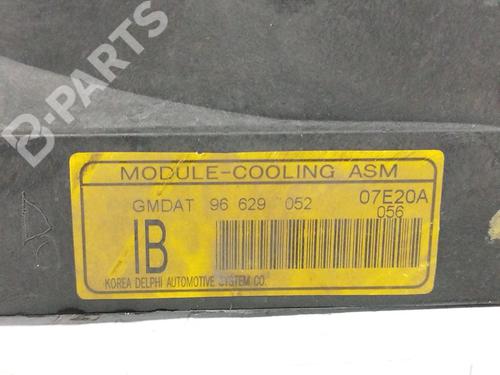 B-PARTS
MODULE-COOLING ASM
GMDAT 96 629 052 07E20A
056
IB
KOREA DELPHI AUTOMOTIVE SYSTEM CO.